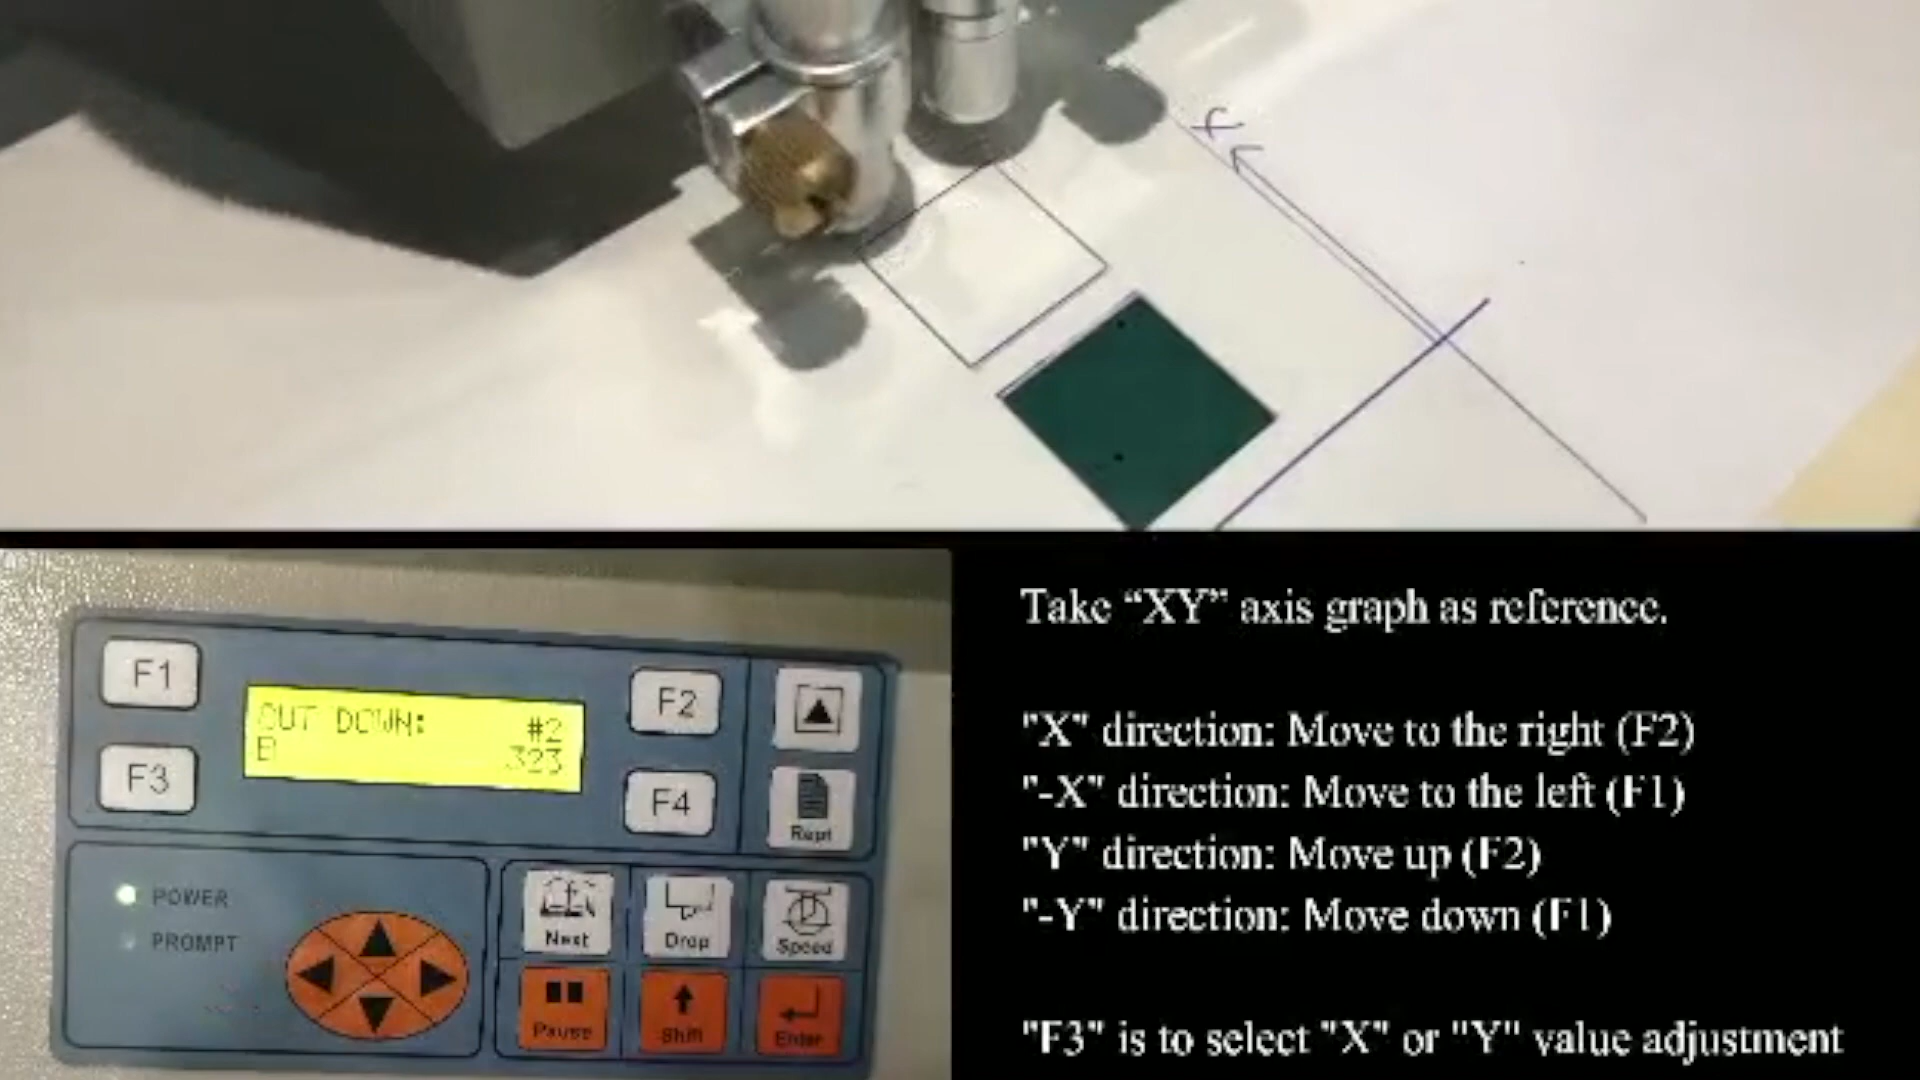 F1
F2
F3
F4
CUT DOWN: #2
323
Rept
POWER
PROMPT
Next
Drop
Speed
Pause
Shift
Enter
Take “XY” axis graph as reference.
"X" direction: Move to the right (F2)
"-X" direction: Move to the left (F1)
"Y" direction: Move up (F2)
"-Y" direction: Move down (F1)
"F3" is to select "X" or "Y" value adjustment